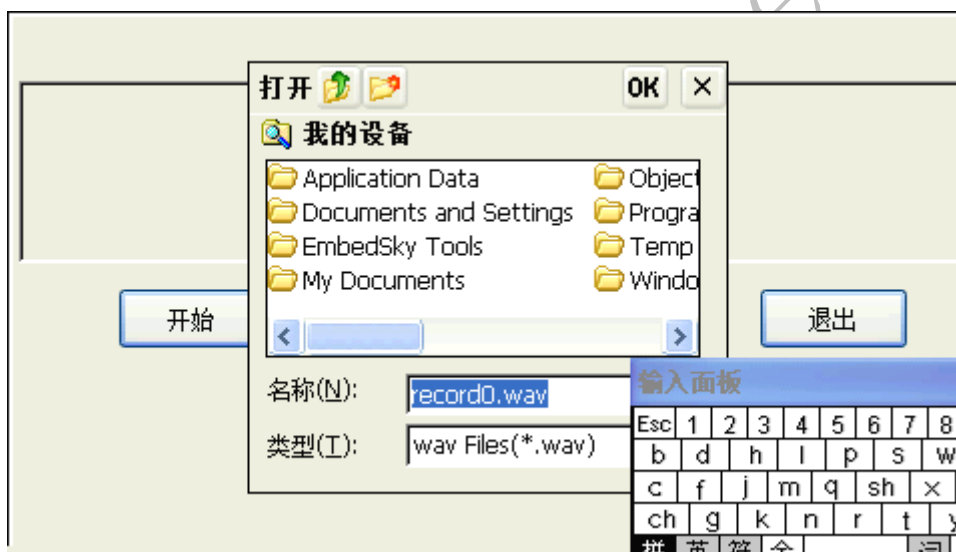 打开 OK ×
我的设备
Application Data Object
Documents and Settings Progra
EmbedSky Tools Temp
My Documents Windo
开始 退出
名称(N): record0.wav
类型(T): wav Files(*.wav)
输入面板
Esc 1 2 3 4 5 6 7 8
b d h l p s w
c f j m q sh x
ch g k n r t y
拼 英 符 全 词